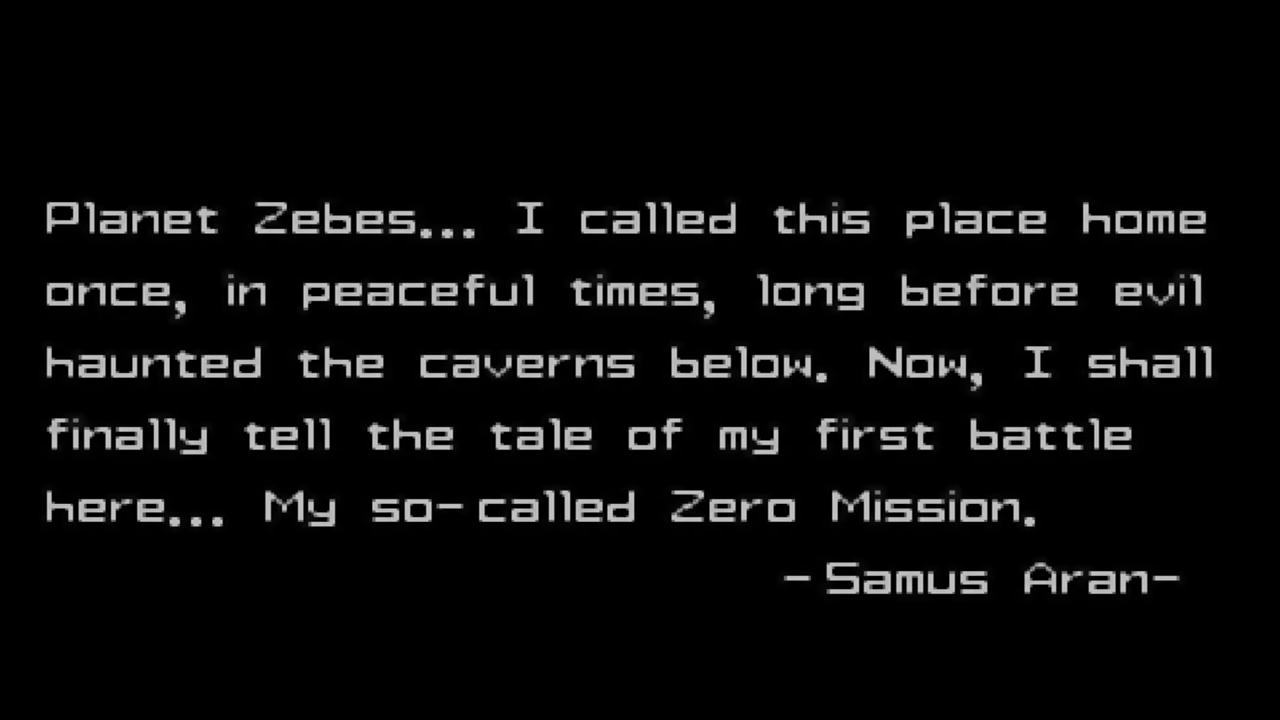 Planet Zebes... I called this place home
once, in peaceful times, long before evil
haunted the caverns below. Now, I shall
finally tell the tale of my first battle
here... My so-called Zero Mission.
-Samus Aran-